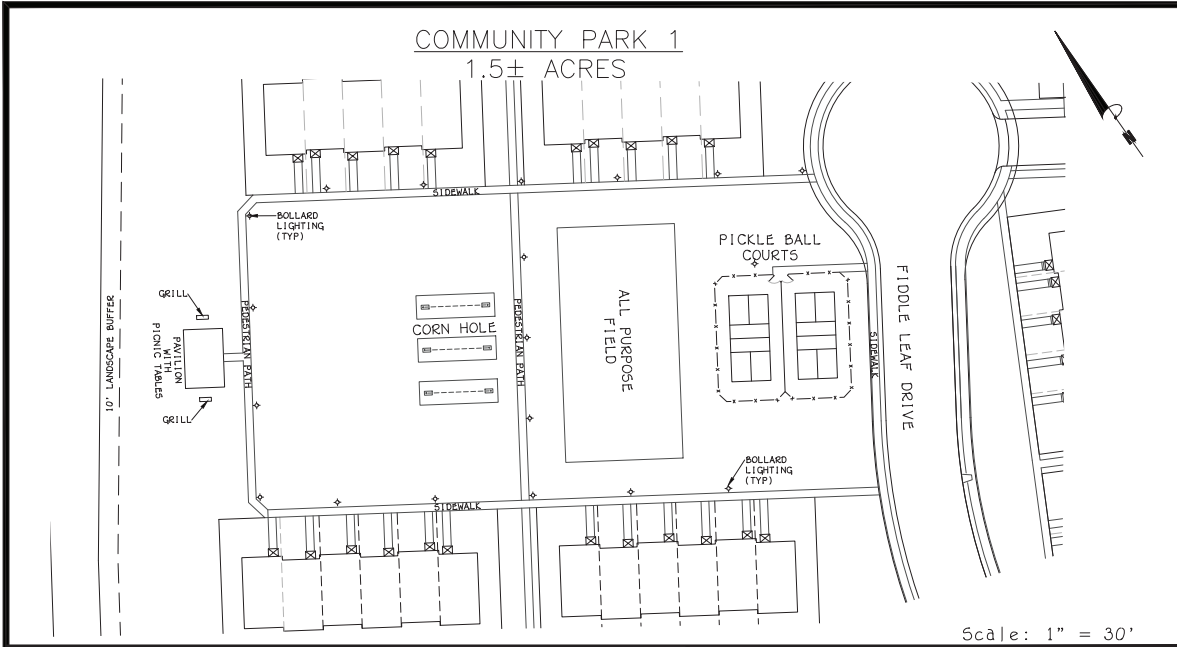 COMMUNITY PARK 1
1.5± ACRES
N
SIDEWALK
BOLLARD
LIGHTING
(TYP)
PICKLE BALL
COURTS
GRILL
PEDESTRIAN PATH
10' LANDSCAPE BUFFER
PAVILION
WITH
PICNIC TABLES
GRILL
CORN HOLE
PEDESTRIAN PATH
ALL PURPOSE
FIELD
SIDEWALK
FIDDLE LEAF DRIVE
BOLLARD
LIGHTING
(TYP)
SIDEWALK
Scale: 1" = 30'